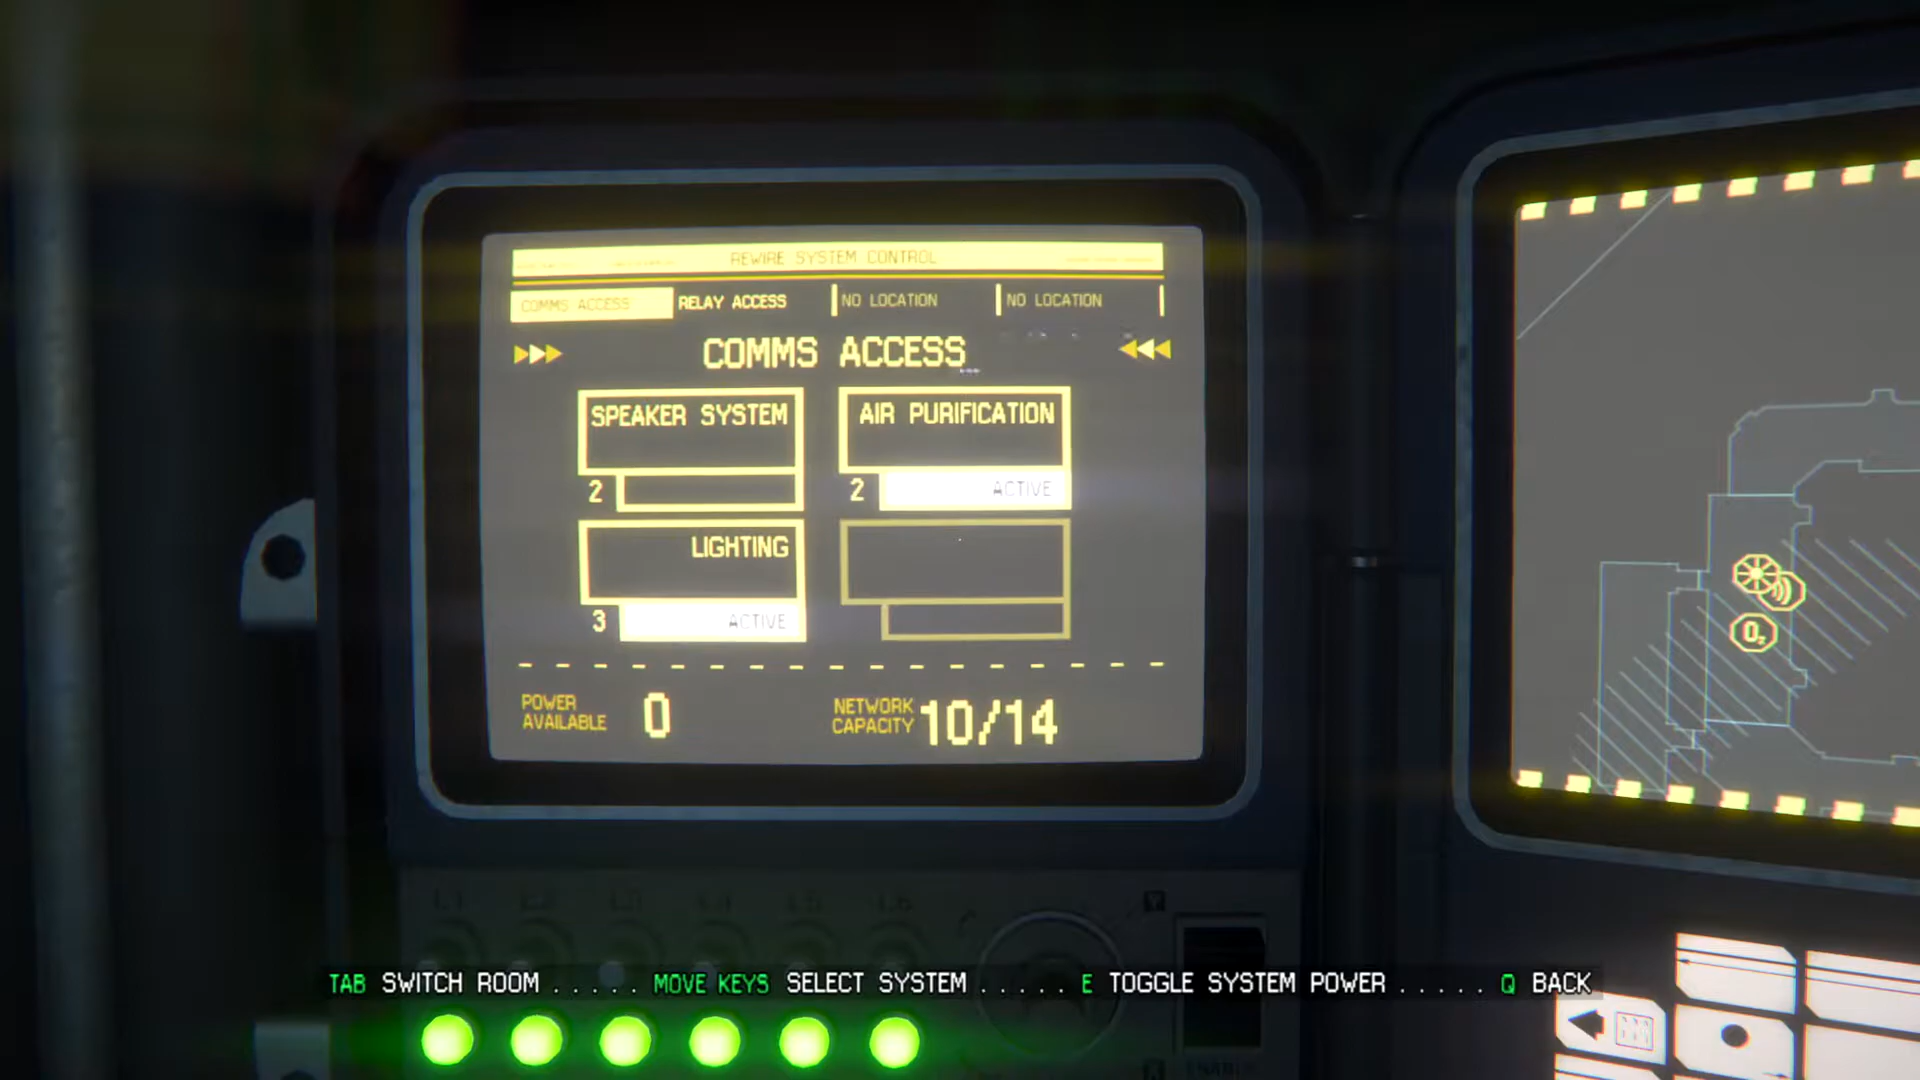 REWIRE SYSTEM CONTROL
COMMS ACCESS RELAY ACCESS NO LOCATION NO LOCATION
COMMS ACCESS
SPEAKER SYSTEM AIR PURIFICATION
2 2 ACTIVE
LIGHTING
3 ACTIVE
POWER AVAILABLE 0 NETWORK CAPACITY 10/14
O₂
TAB SWITCH ROOM ..... MOVE KEYS SELECT SYSTEM ..... E TOGGLE SYSTEM POWER ..... Q BACK